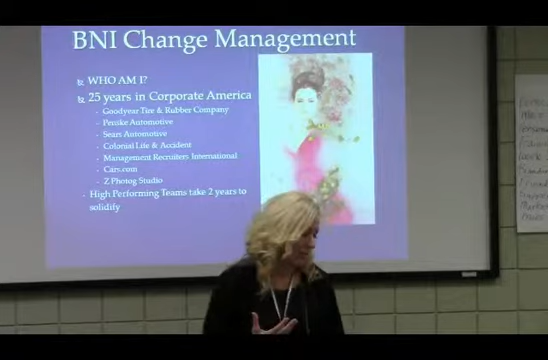 BNI Change Management
WHO AM I?
25 years in Corporate America
- Goodyear Tire & Rubber Company
- Penske Automotive
- Sears Automotive
- Colonial Life & Accident
- Management Recruiters International
- Cars.com
- Z Photog Studio
- High Performing Teams take 2 years to
solidify